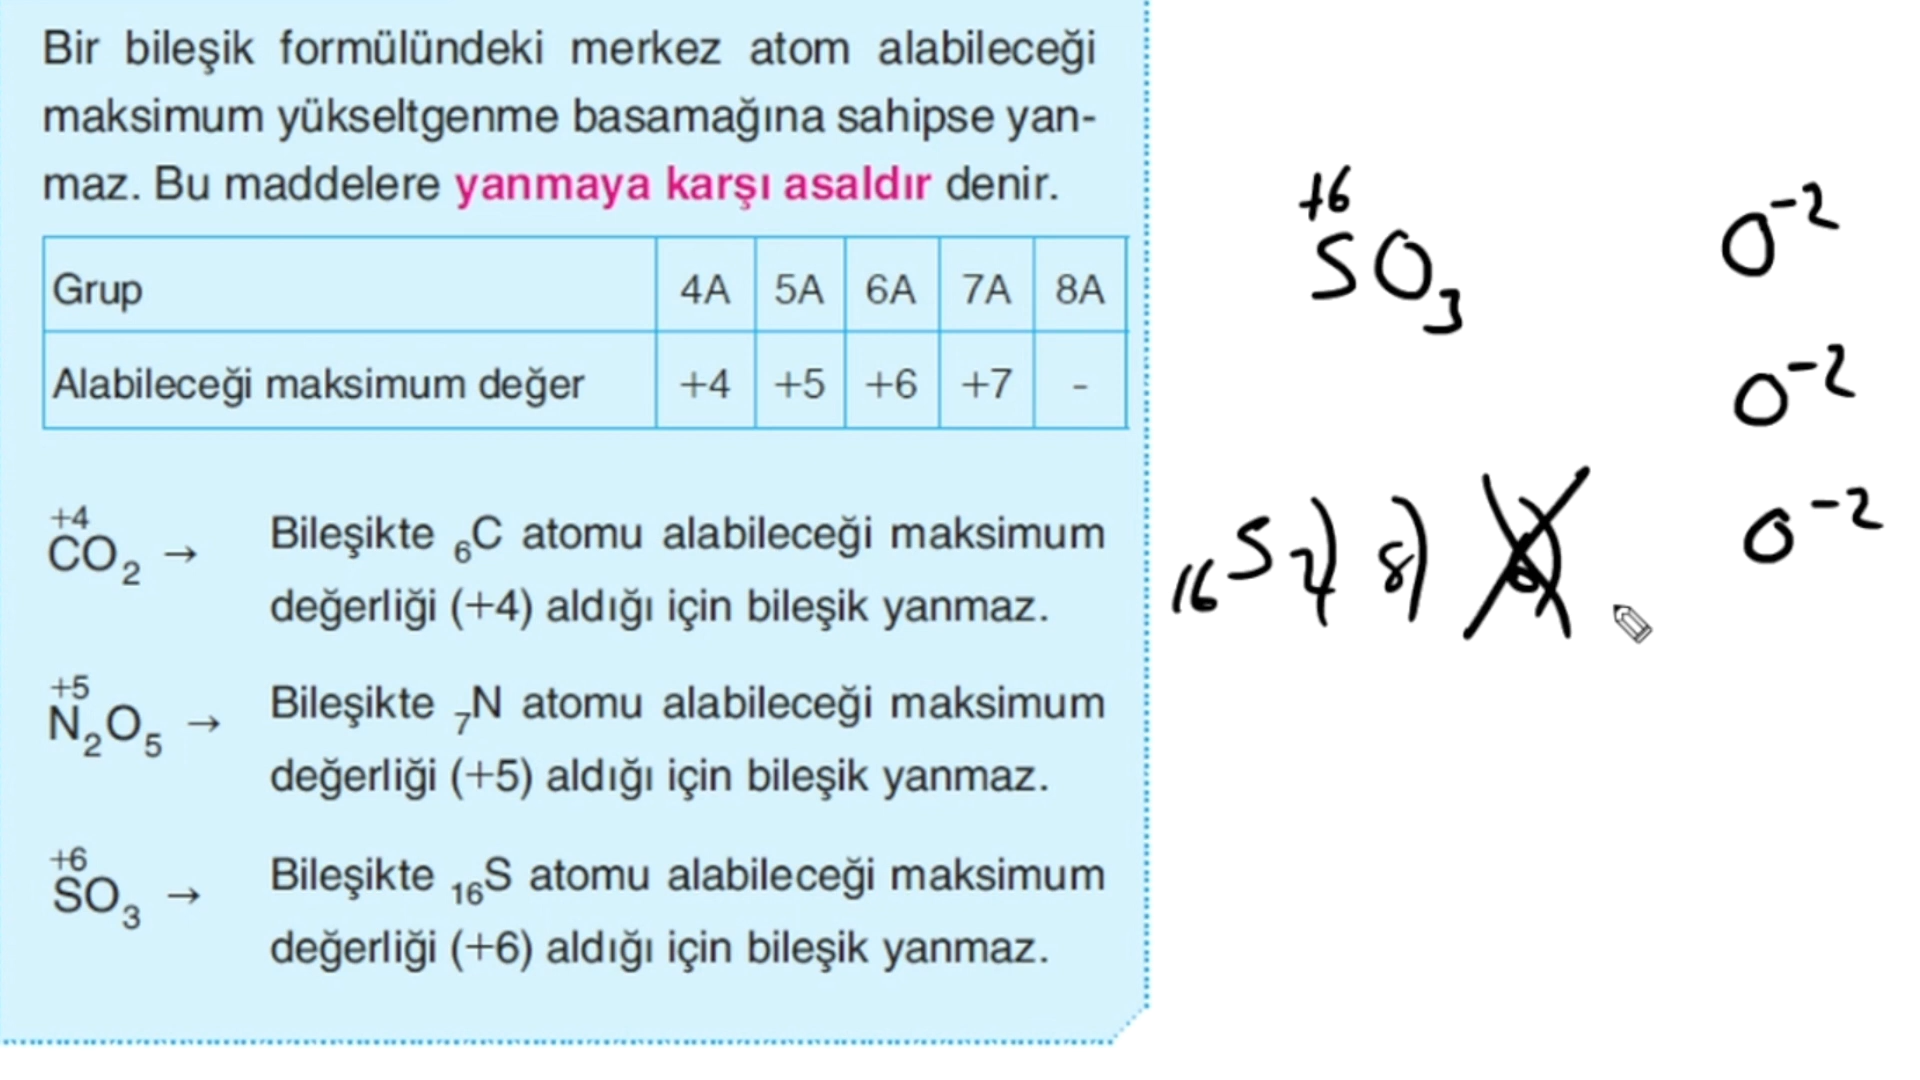 Bir bileşik formülündeki merkez atom alabileceği
maksimum yükseltgenme basamağına sahipse yan-
maz. Bu maddelere yanmaya karşı asaldır denir.
Grup 4A 5A 6A 7A 8A
Alabileceği maksimum değer +4 +5 +6 +7 -
+4
CO₂ → Bileşikte ₆C atomu alabileceği maksimum
değerliği (+4) aldığı için bileşik yanmaz.
+5
N₂O₅ → Bileşikte ₇N atomu alabileceği maksimum
değerliği (+5) aldığı için bileşik yanmaz.
+6
SO₃ → Bileşikte ₁₆S atomu alabileceği maksimum
değerliği (+6) aldığı için bileşik yanmaz.
+6
SO₃
O⁻²
O⁻²
O⁻²
₁₆S 2) 8)